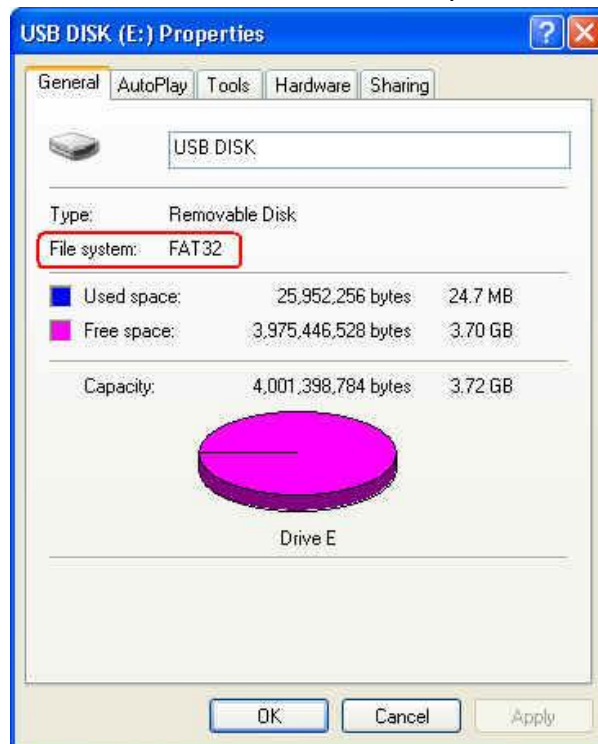 USB DISK (E:) Properties
General AutoPlay Tools Hardware Sharing
USB DISK
Type: Removable Disk
File system: FAT32
Used space: 25,952,256 bytes 24.7 MB
Free space: 3,975,446,528 bytes 3.70 GB
Capacity: 4,001,398,784 bytes 3.72 GB
Drive E
OK Cancel Apply